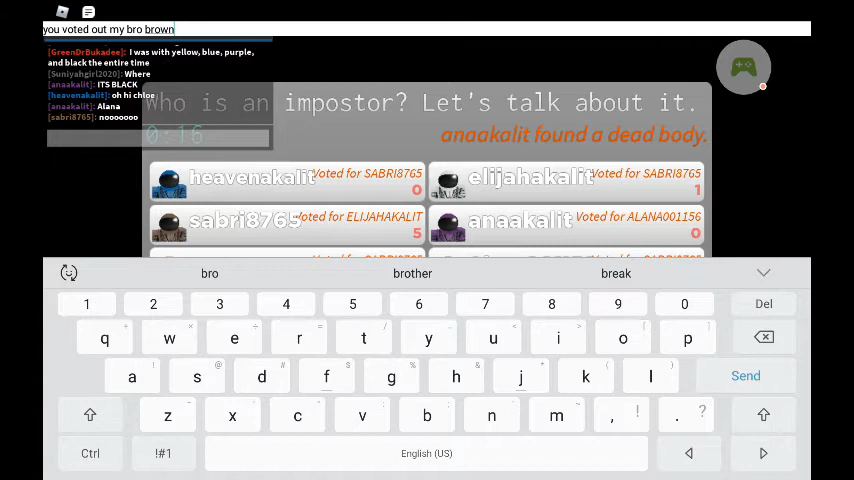 you voted out my bro brown
[GreenDrBukadee]: I was with yellow, blue, purple,
and black the entire time
[Suniyahgirl2020]: Where
[anaakalit]: ITS BLACK
[heavenakalit]: oh hi chloe
[anaakalit]: Alana
[sabri8765]: nooooooo
Who is an impostor? Let's talk about it.
0:16
anaakalit found a dead body.
heavenakalit Voted for SABRI8765
0
elijahakalit Voted for SABRI8765
1
sabri8765 Voted for ELIJAHAKALIT
5
anaakalit Voted for ALANA001156
0
bro brother break
1 2 3 4 5 6 7 8 9 0 Del
q w e r t y u i o p
a s d f g h j k l Send
z x c v b n m , ! . ?
Ctrl !#1 English (US)